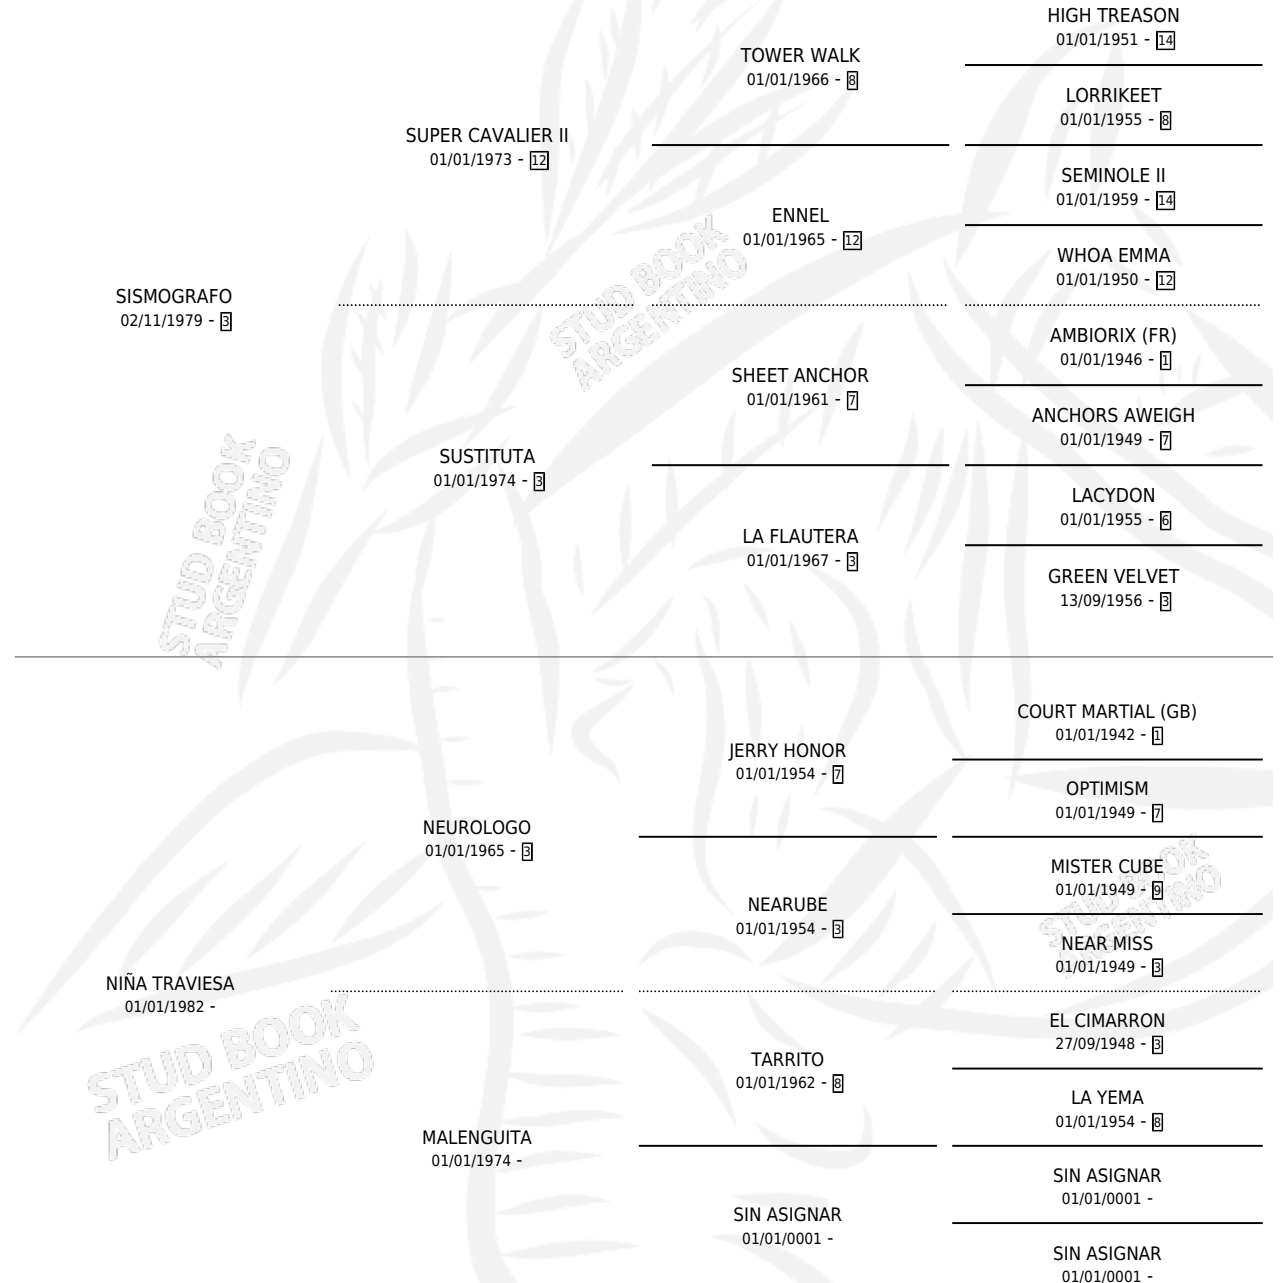 HIGH TREASON
01/01/1951 - 14
TOWER WALK
01/01/1966 - 8
LORRIKEET
01/01/1955 - 8
SUPER CAVALIER II
01/01/1973 - 12
SEMINOLE II
01/01/1959 - 14
ENNEL
01/01/1965 - 12
WHOA EMMA
01/01/1950 - 12
SISMOGRAFO
02/11/1979 - 3
STUD BOOK
ARGENTINO
AMBIORIX (FR)
01/01/1946 - 1
SHEET ANCHOR
01/01/1961 - 7
ANCHORS AWEIGH
01/01/1949 - 7
SUSTITUTA
01/01/1974 - 3
LACYDON
01/01/1955 - 6
LA FLAUTERA
01/01/1967 - 3
GREEN VELVET
13/09/1956 - 3
STUD BOOK
ARGENTINO
COURT MARTIAL (GB)
01/01/1942 - 1
JERRY HONOR
01/01/1954 - 7
OPTIMISM
01/01/1949 - 7
NEUROLOGO
01/01/1965 - 3
MISTER CUBE
01/01/1949 - 9
NEARUBE
01/01/1954 - 3
STUD BOOK
ARGENTINO
NEAR MISS
01/01/1949 - 3
NIÑA TRAVIESA
01/01/1982 -
EL CIMARRON
27/09/1948 - 3
STUD BOOK
ARGENTINO
TARRITO
01/01/1962 - 8
LA YEMA
01/01/1954 - 8
MALENGUITA
01/01/1974 -
SIN ASIGNAR
01/01/0001 -
SIN ASIGNAR
01/01/0001 -
SIN ASIGNAR
01/01/0001 -